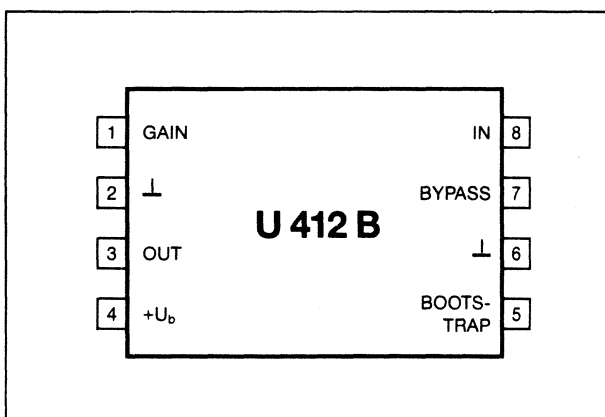 1 GAIN
2 ⊥
3 OUT
4 +U_b
U 412 B
IN 8
BYPASS 7
⊥ 6
BOOTS-
TRAP 5